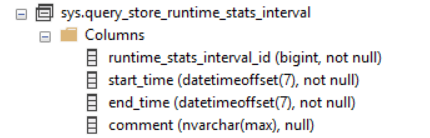 sys.query_store_runtime_stats_interval
Columns
runtime_stats_interval_id (bigint, not null)
start_time (datetimeoffset(7), not null)
end_time (datetimeoffset(7), not null)
comment (nvarchar(max), null)